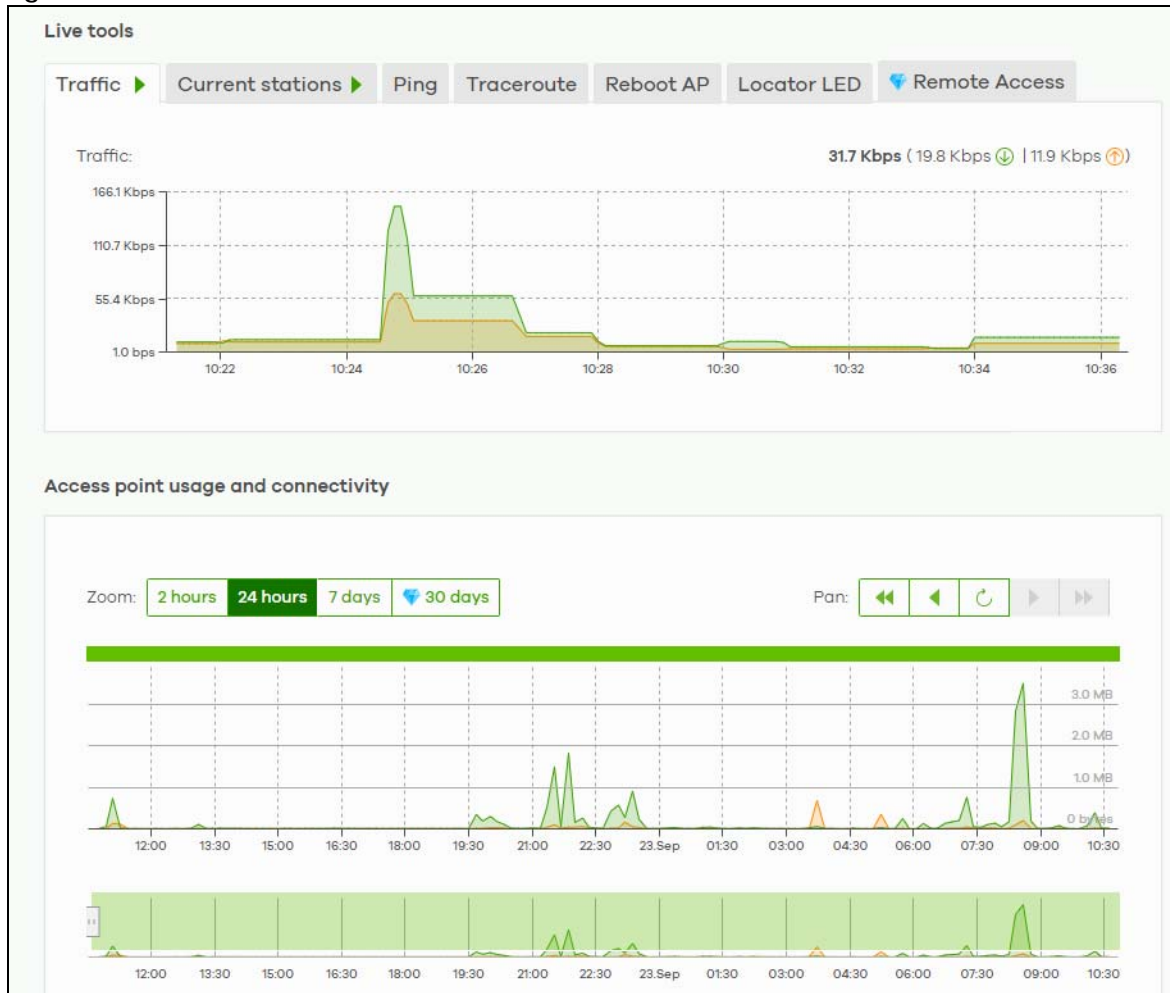 Live tools
Traffic Current stations Ping Traceroute Reboot AP Locator LED Remote Access
Traffic: 31.7 Kbps ( 19.8 Kbps | 11.9 Kbps )
166.1 Kbps
110.7 Kbps
55.4 Kbps
1.0 bps
10:22 10:24 10:26 10:28 10:30 10:32 10:34 10:36
Access point usage and connectivity
Zoom: 2 hours 24 hours 7 days 30 days Pan:
3.0 MB
2.0 MB
1.0 MB
0 bytes
12:00 13:30 15:00 16:30 18:00 19:30 21:00 22:30 23.Sep 01:30 03:00 04:30 06:00 07:30 09:00 10:30
12:00 13:30 15:00 16:30 18:00 19:30 21:00 22:30 23.Sep 01:30 03:00 04:30 06:00 07:30 09:00 10:30